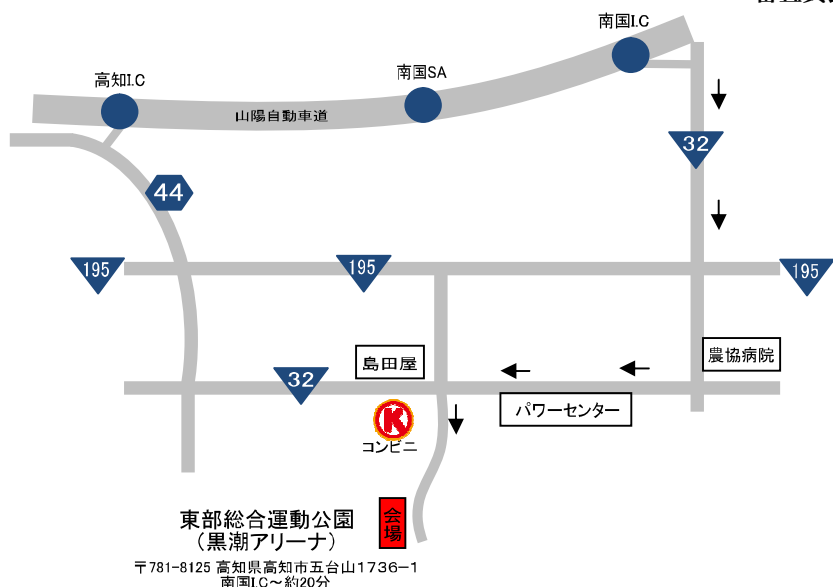 南国I.C
高知I.C
南国SA
山陽自動車道
32
44
195
195
195
島田屋
農協病院
32
パワーセンター
K
コンビニ
会場
東部総合運動公園
(黒潮アリーナ)
〒781-8125 高知県高知市五台山1736-1
南国I.C～約20分